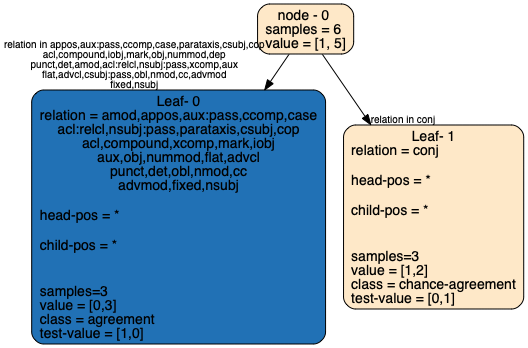 node - 0
samples = 6
value = [1, 5]
relation in appos,aux:pass,ccomp,case,parataxis,csubj,cop
acl,compound,iobj,mark,obj,nummod,dep
punct,det,amod,acl:relcl,nsubj:pass,xcomp,aux
flat,advcl,csubj:pass,obl,nmod,cc,advmod
fixed,nsubj
relation in conj
Leaf- 0
relation = amod,appos,aux:pass,ccomp,case
acl:relcl,nsubj:pass,parataxis,csubj,cop
acl,compound,xcomp,mark,iobj
aux,obj,nummod,flat,advcl
punct,det,obl,nmod,cc
advmod,fixed,nsubj
head-pos = *
child-pos = *
samples=3
value = [0,3]
class = agreement
test-value = [1,0]
Leaf- 1
relation = conj
head-pos = *
child-pos = *
samples=3
value = [1,2]
class = chance-agreement
test-value = [0,1]